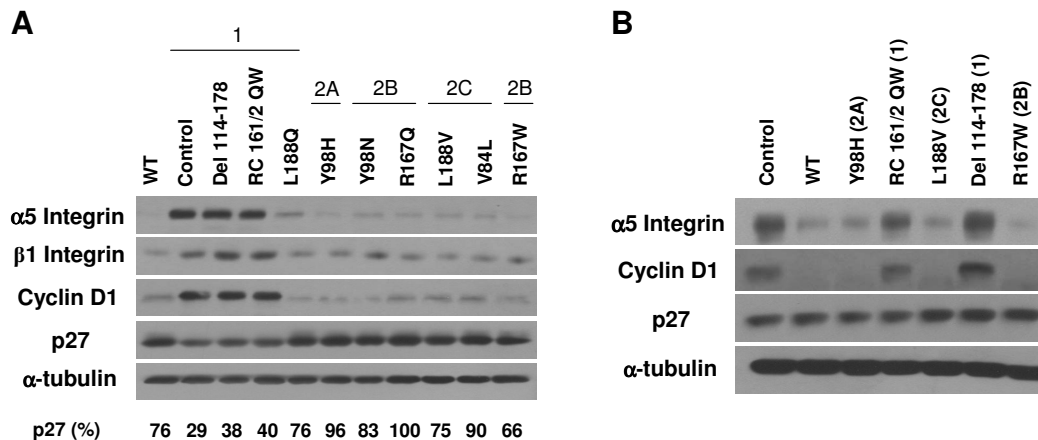 A
1
2A 2B 2C 2B
WT Control Del 114-178 RC 161/2 QW L188Q Y98H Y98N R167Q L188V V84L R167W
α5 Integrin
β1 Integrin
Cyclin D1
p27
α-tubulin
p27 (%) 76 29 38 40 76 96 83 100 75 90 66
B
Control WT Y98H (2A) RC 161/2 QW (1) L188V (2C) Del 114-178 (1) R167W (2B)
α5 Integrin
Cyclin D1
p27
α-tubulin